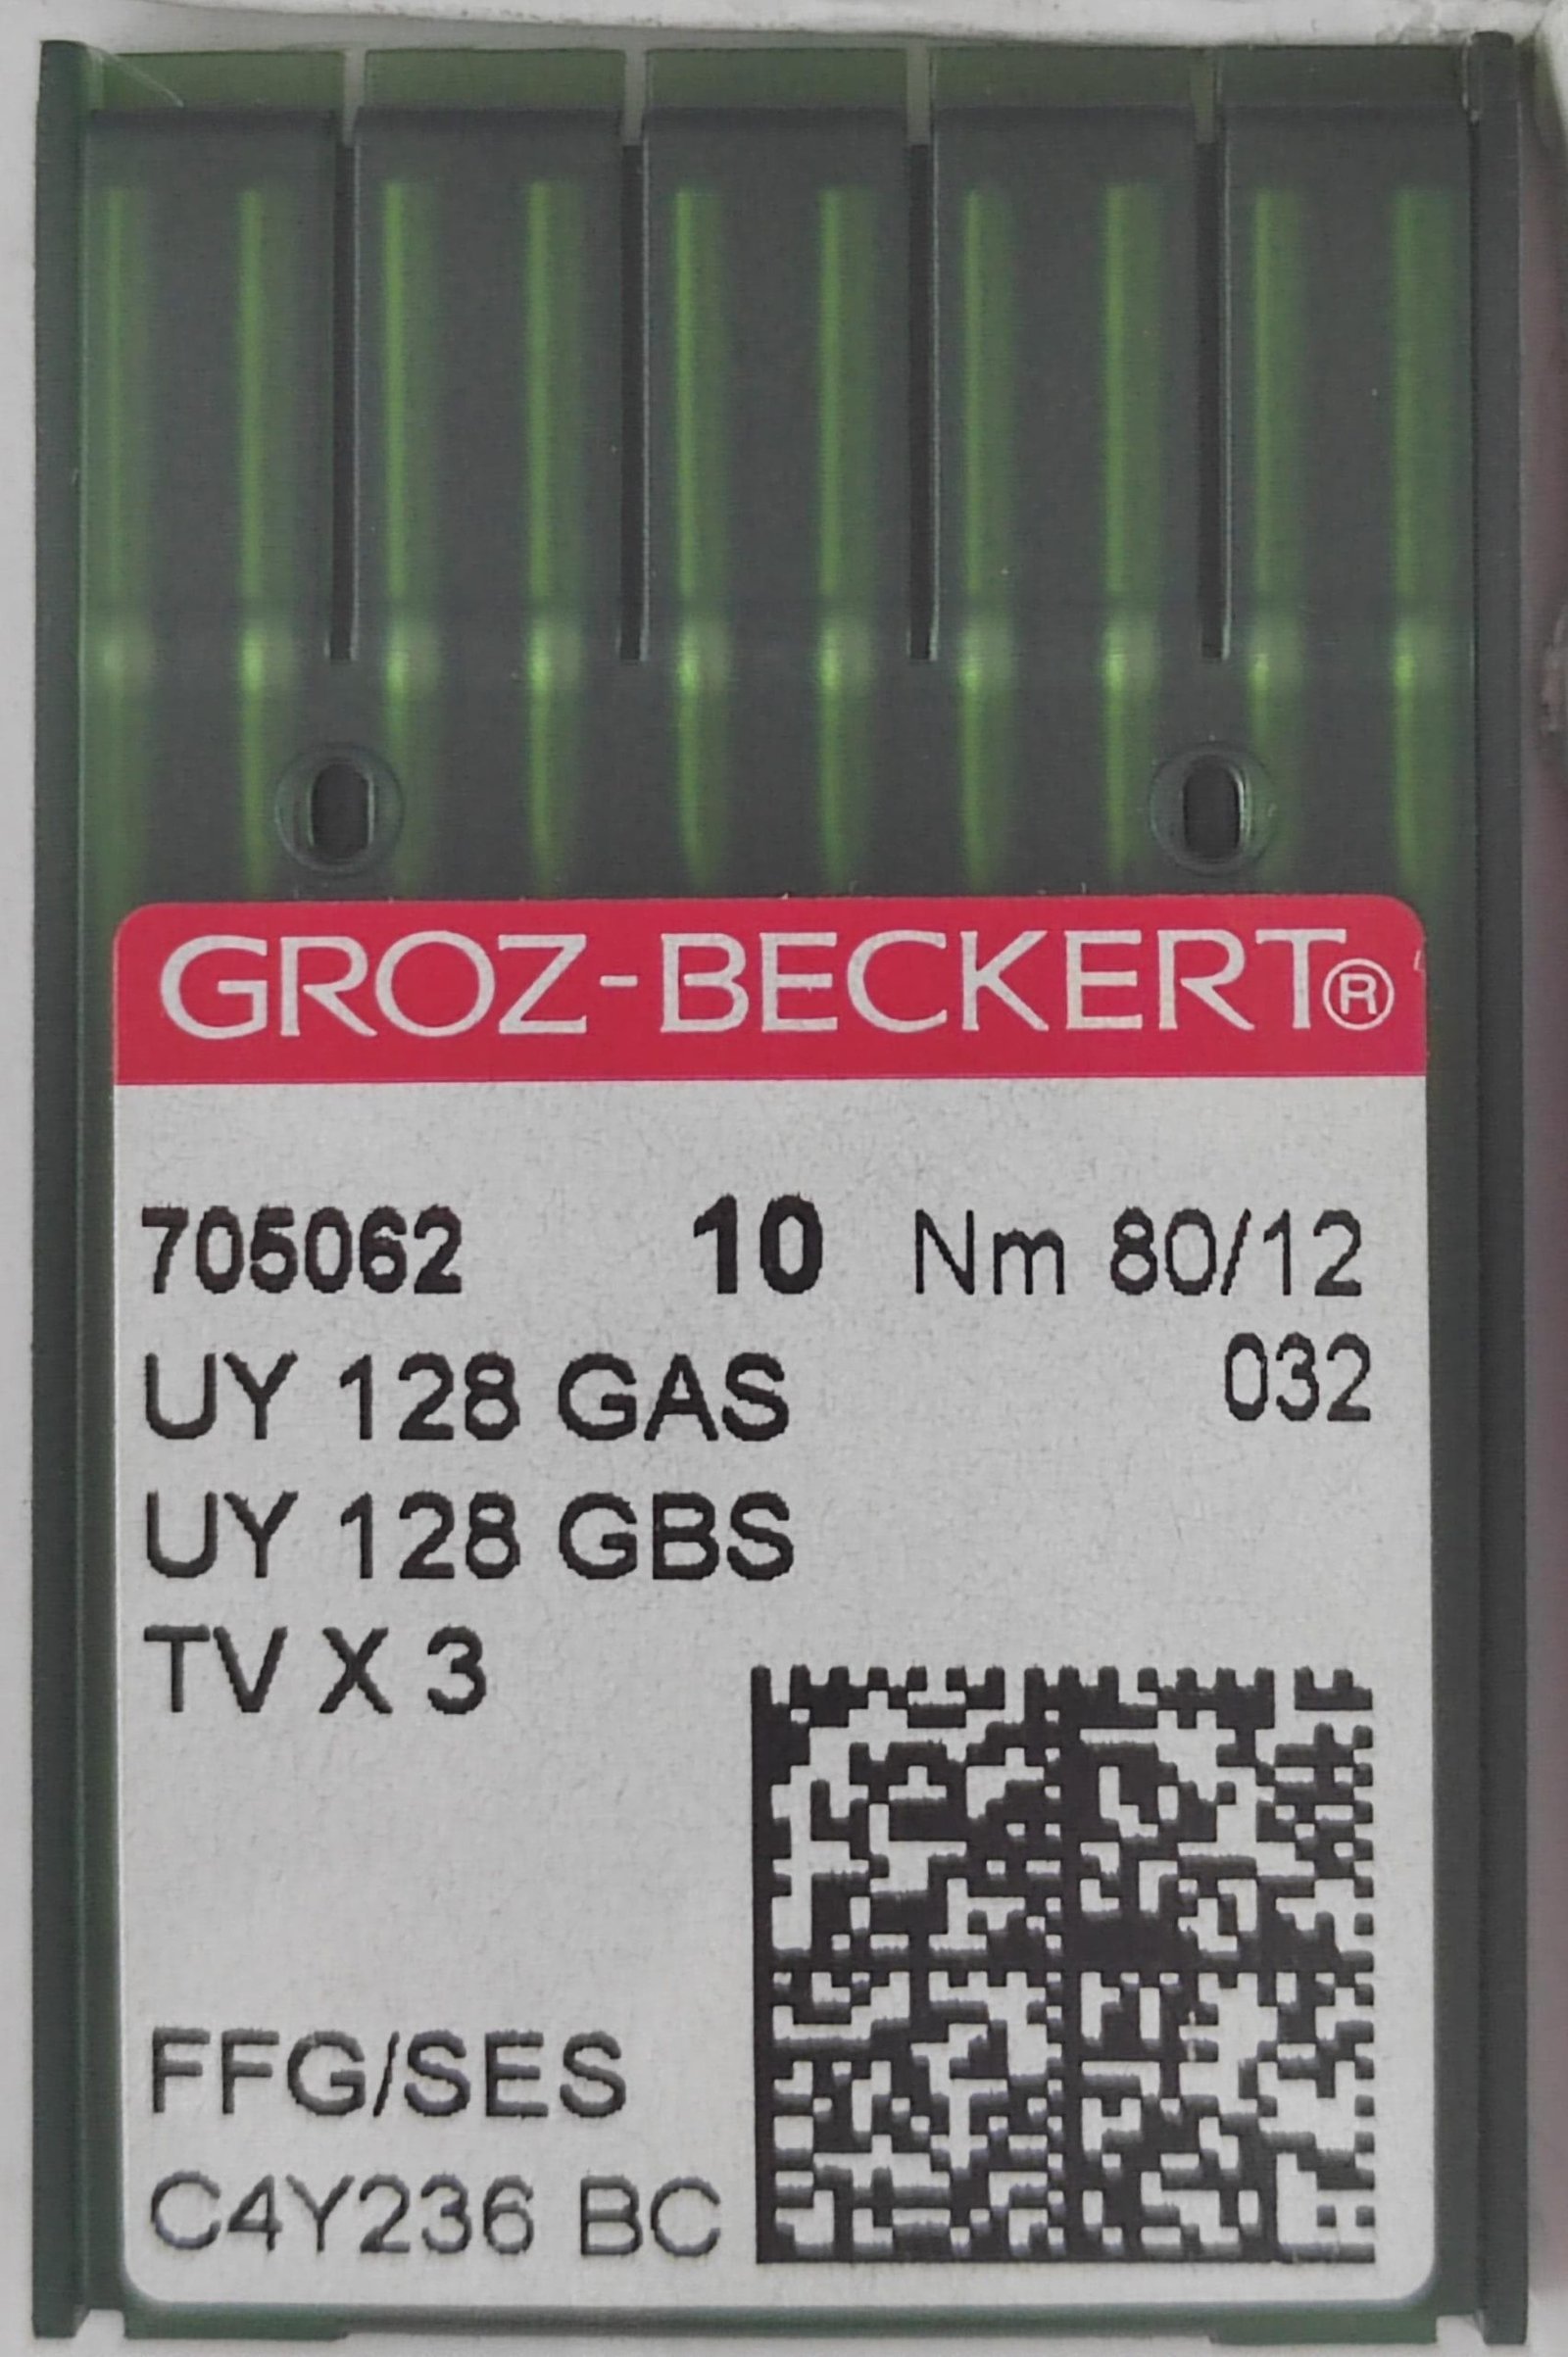 GROZ-BECKERT®
705062 10 Nm 80/12
UY 128 GAS 032
UY 128 GBS
TV X 3
FFG/SES
C4Y236 BC